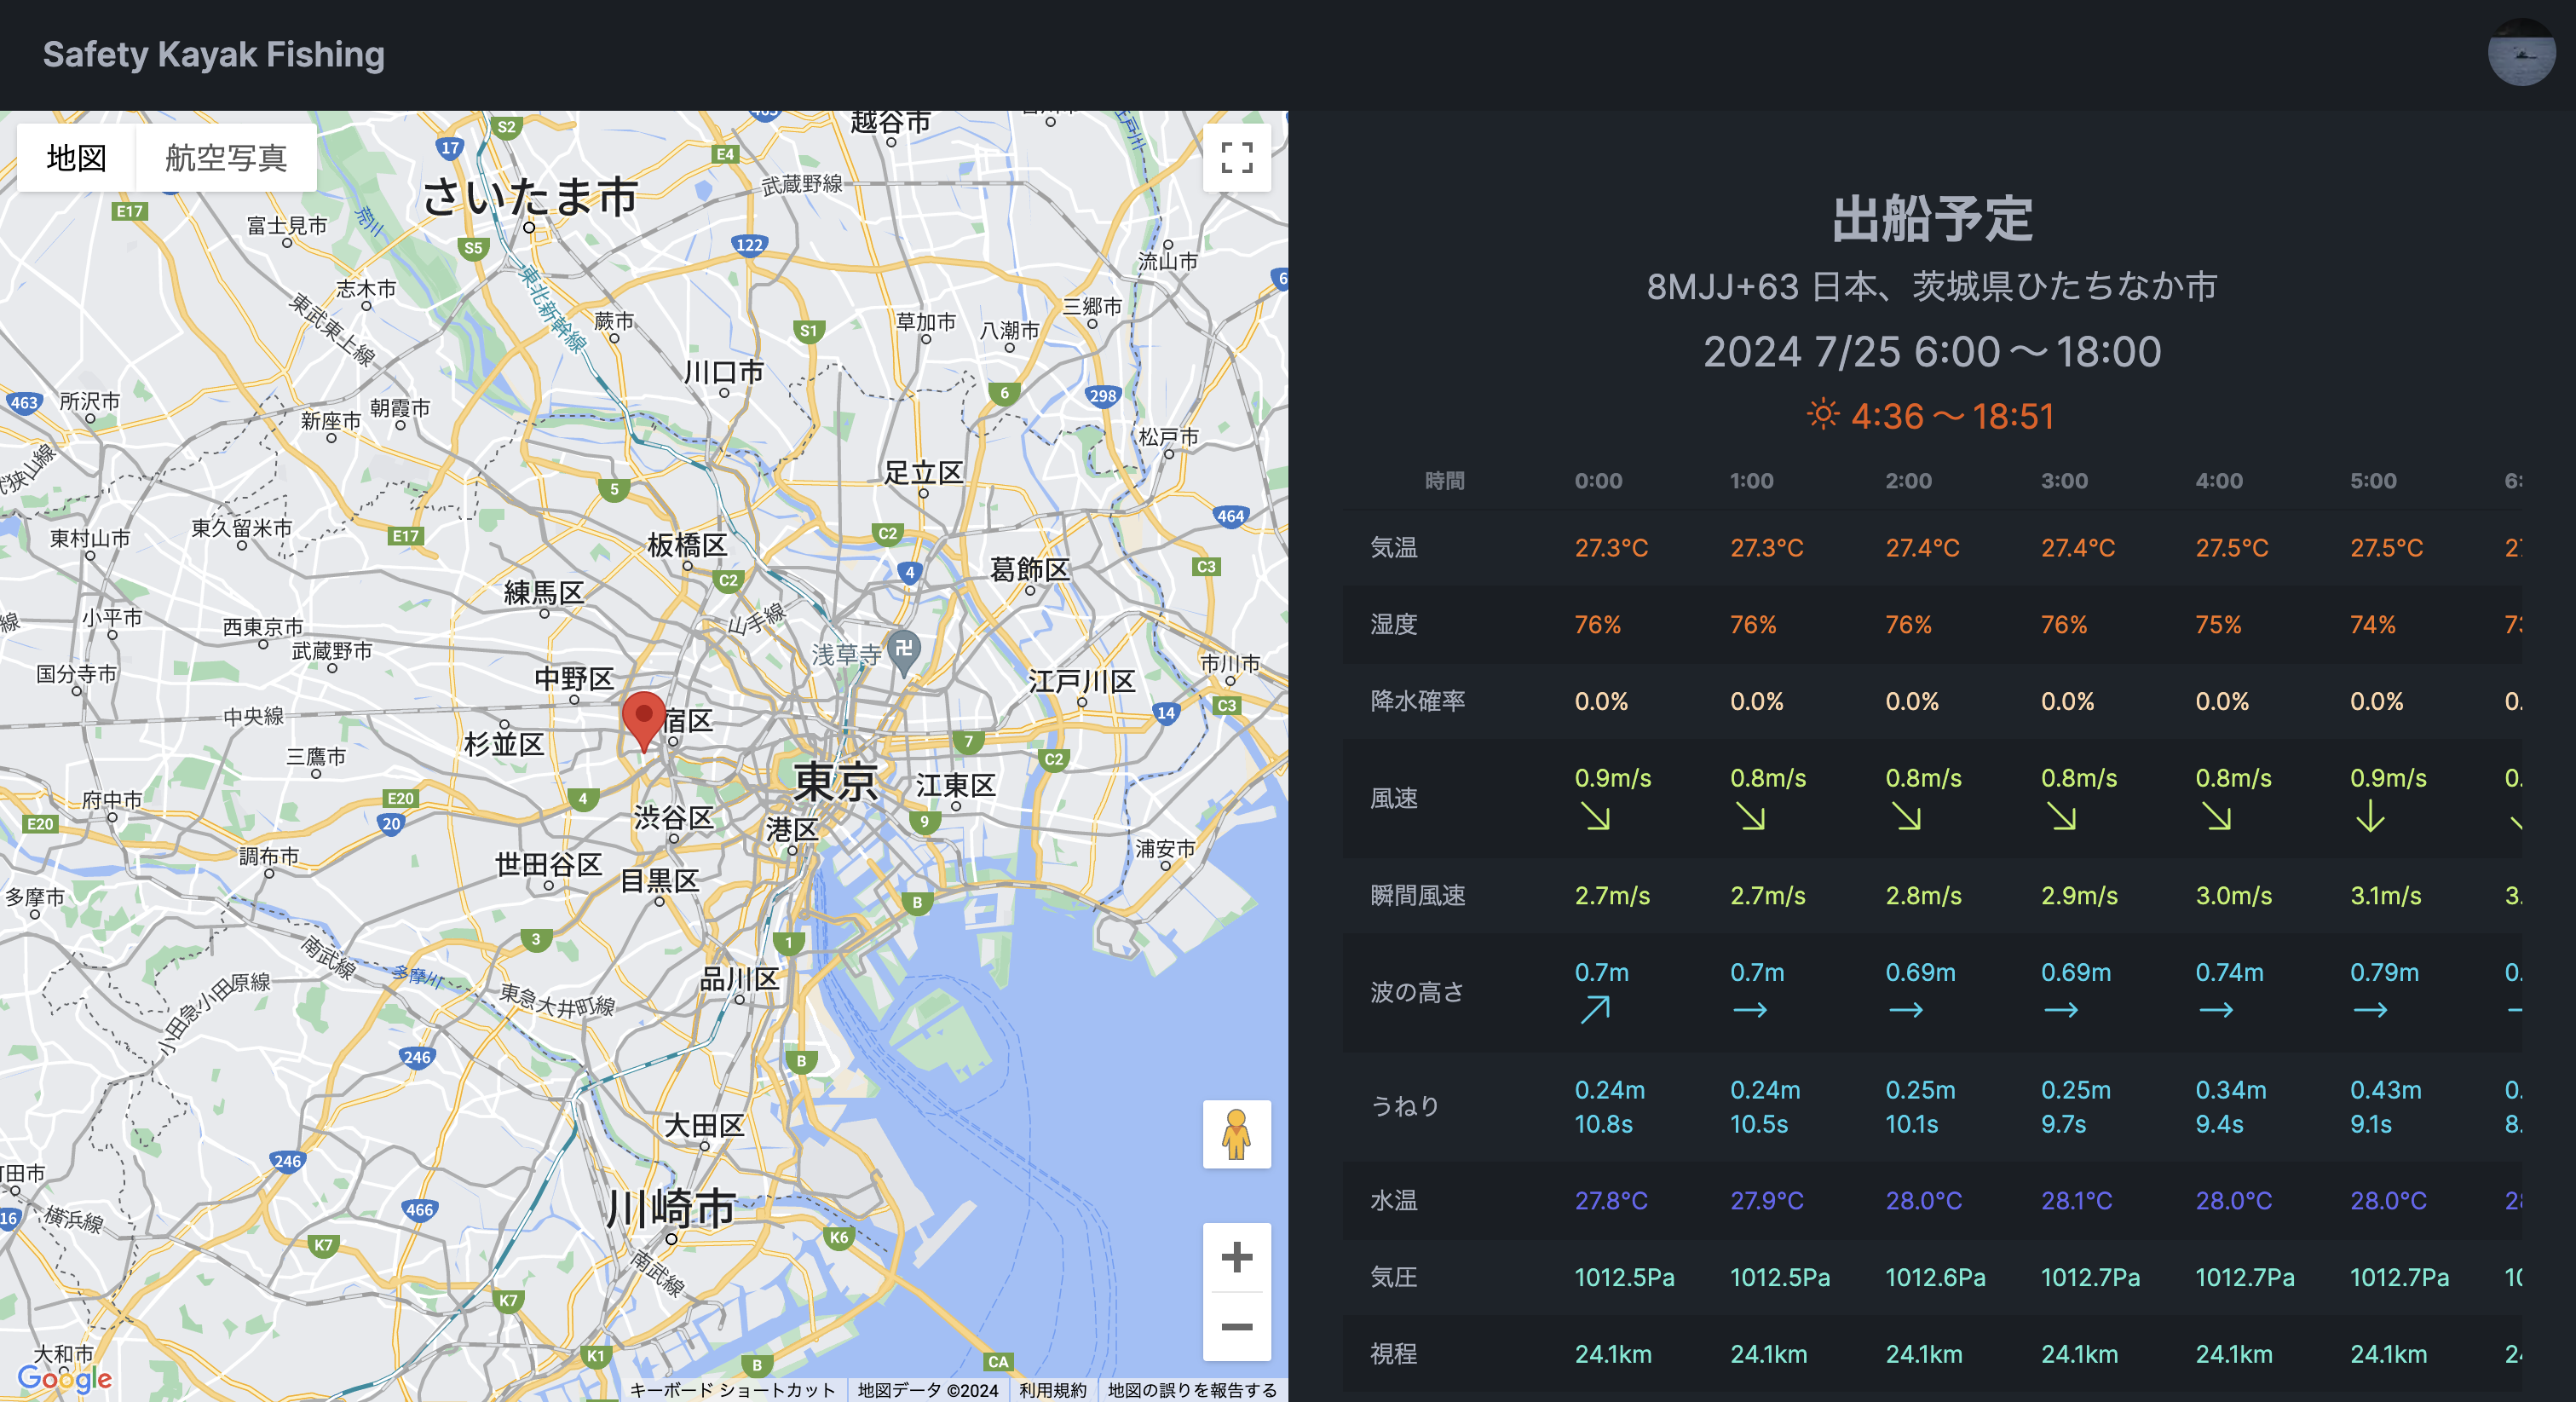 Safety Kayak Fishing
地図
航空写真
越谷市
S2
17
E4
さいたま市
武蔵野線
E17
富士見市
荒川
S5
122
江戸川
流山市
東北新幹線
志木市
東武東上線
蕨市
S1
草加市
八潮市
三郷市
川口市
6
298
463
所沢市
新座市
朝霞市
松戸市
足立区
5
464
東村山市
東久留米市
E17
板橋区
C2
4
葛飾区
C3
練馬区
C2
山手線
小平市
西東京市
武蔵野市
浅草寺
国分寺市
中野区
江戸川区
市川市
C3
中央線
宿区
14
杉並区
三鷹市
7
C2
東京
江東区
府中市
E20
4
E20
20
渋谷区
港区
9
調布市
世田谷区
目黒区
浦安市
多摩市
B
3
1
南武線
多摩川
品川区
小田急小田原線
東急大井町線
246
B
大田区
246
466
川崎市
横浜線
16
K7
K6
南武線
K7
大和市
K1
B
CA
Google
キーボード ショートカット
地図データ ©2024
利用規約
地図の誤りを報告する
出船予定
8MJJ+63 日本、茨城県ひたちなか市
2024 7/25 6:00〜18:00
4:36〜18:51
時間 0:00 1:00 2:00 3:00 4:00 5:00
気温 27.3°C 27.3°C 27.4°C 27.4°C 27.5°C 27.5°C
湿度 76% 76% 76% 76% 75% 74%
降水確率 0.0% 0.0% 0.0% 0.0% 0.0% 0.0%
風速 0.9m/s 0.8m/s 0.8m/s 0.8m/s 0.8m/s 0.9m/s
瞬間風速 2.7m/s 2.7m/s 2.8m/s 2.9m/s 3.0m/s 3.1m/s
波の高さ 0.7m 0.7m 0.69m 0.69m 0.74m 0.79m
うねり 0.24m 0.24m 0.25m 0.25m 0.34m 0.43m
10.8s 10.5s 10.1s 9.7s 9.4s 9.1s
水温 27.8°C 27.9°C 28.0°C 28.1°C 28.0°C 28.0°C
気圧 1012.5Pa 1012.5Pa 1012.6Pa 1012.7Pa 1012.7Pa 1012.7Pa
視程 24.1km 24.1km 24.1km 24.1km 24.1km 24.1km